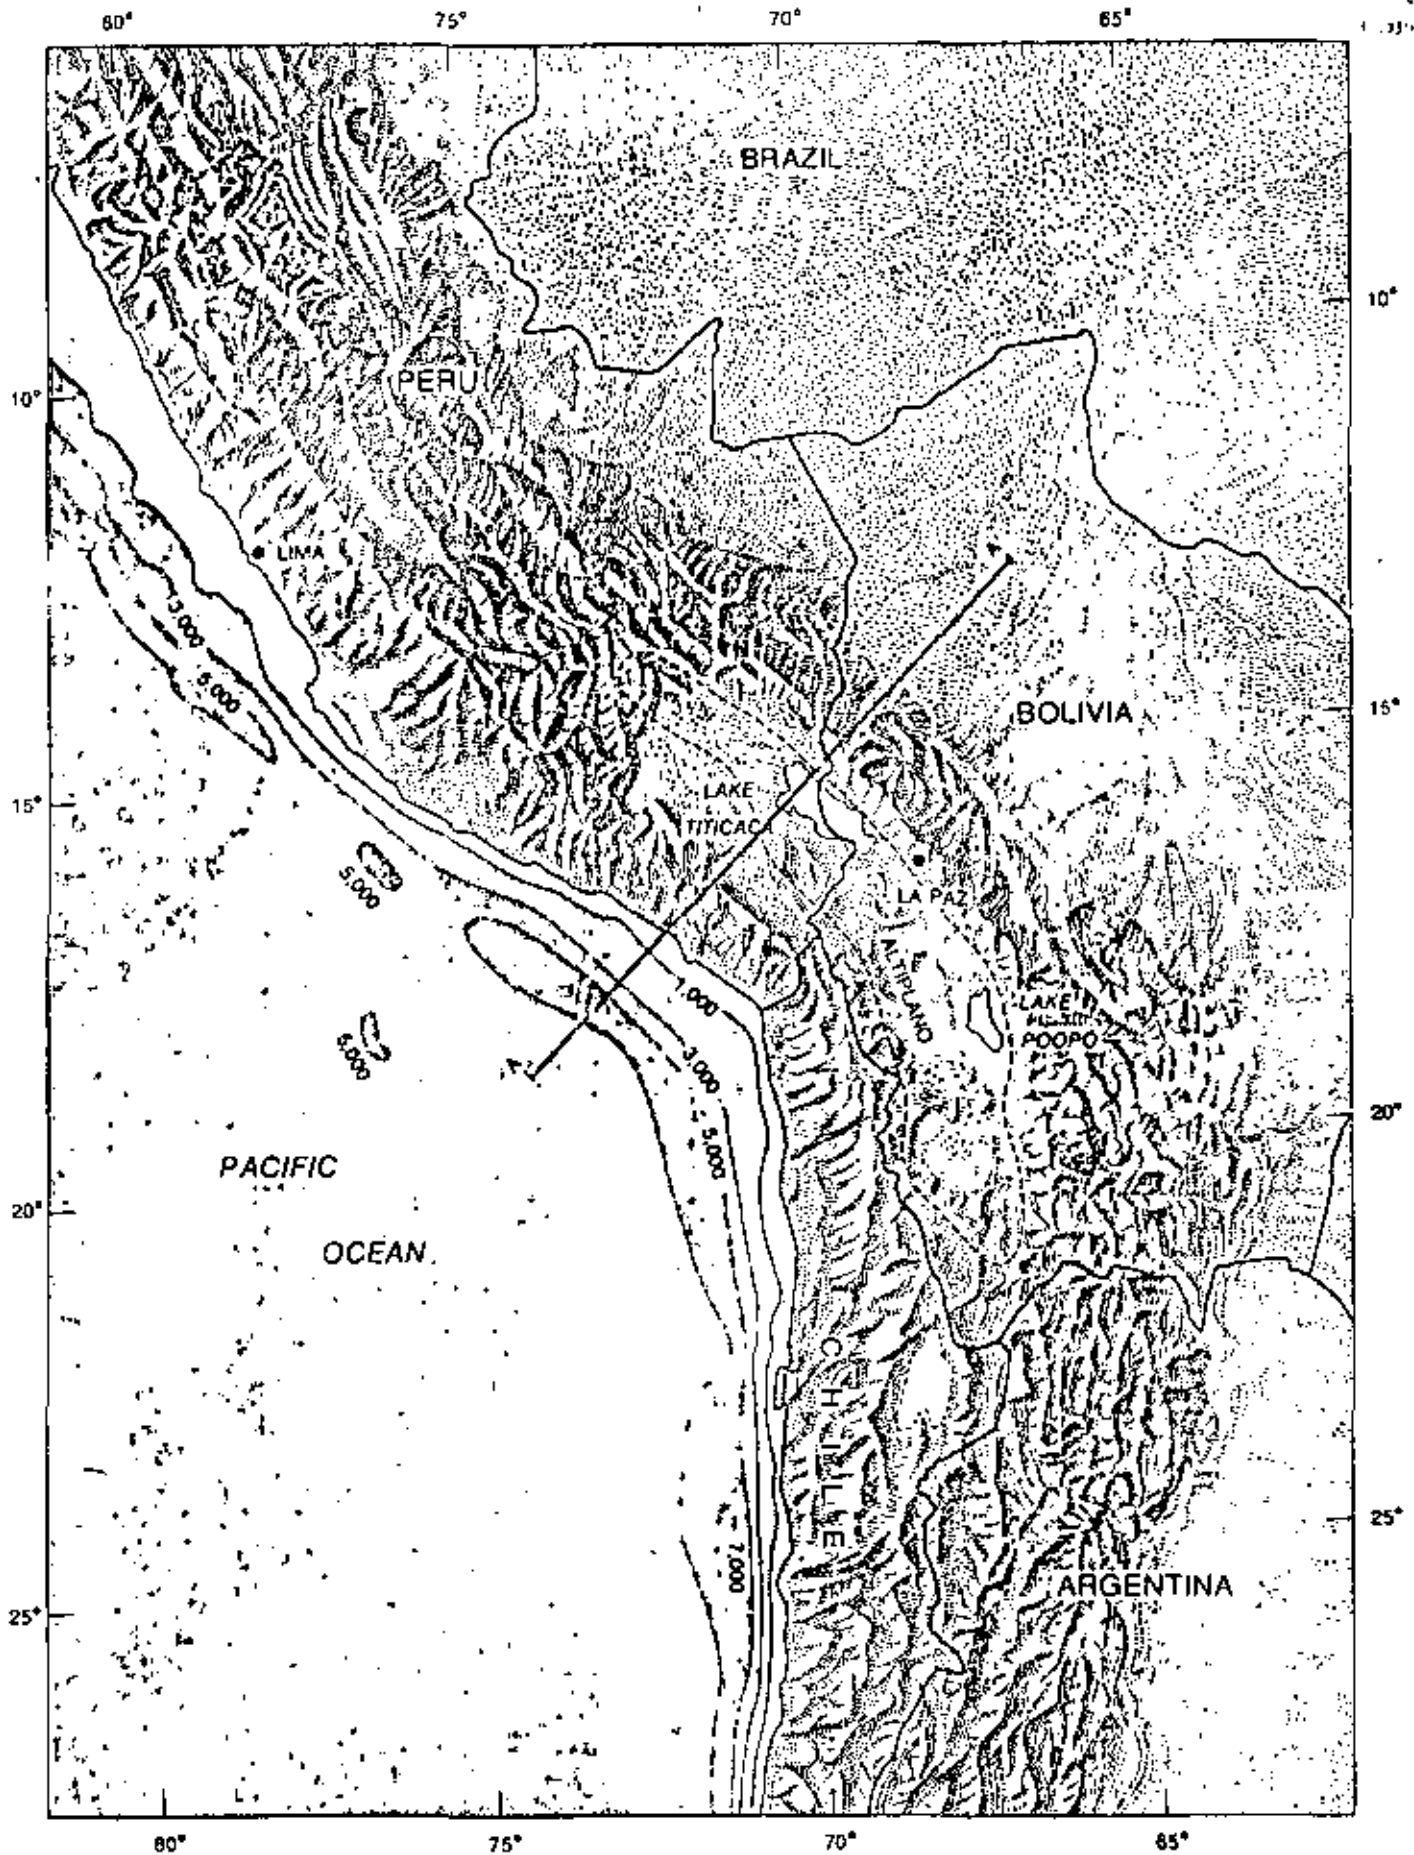 80° 75° 70° 65°
BRAZIL
10°
PERU
10°
LIMA
3,000
5,000
BOLIVIA
15°
LAKE
TITICACA
15°
5,000
LA PAZ
ALTIPLANO
1,000
LAKE
POOPO
5,000
3,000
A
20°
5,000
PACIFIC
20°
OCEAN
CHILE
25°
7,000
ARGENTINA
25°
80° 75° 70° 65°